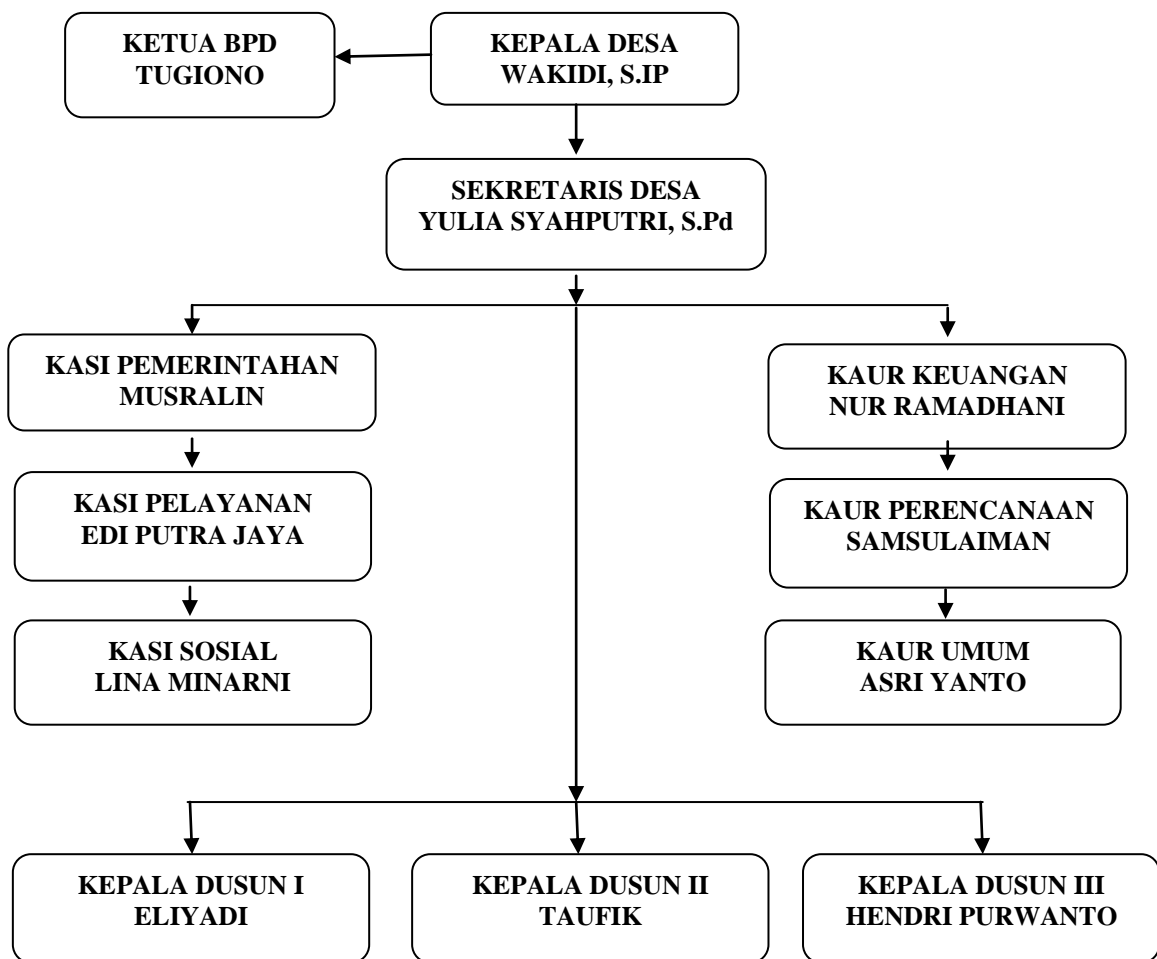 KETUA BPD
TUGIONO
KEPALA DESA
WAKIDI, S.IP
SEKRETARIS DESA
YULIA SYAHPUTRI, S.Pd
KASI PEMERINTAHAN
MUSRALIN
KAUR KEUANGAN
NUR RAMADHANI
KASI PELAYANAN
EDI PUTRA JAYA
KAUR PERENCANAAN
SAMSULAIMAN
KASI SOSIAL
LINA MINARNI
KAUR UMUM
ASRI YANTO
KEPALA DUSUN I
ELIYADI
KEPALA DUSUN II
TAUFIK
KEPALA DUSUN III
HENDRI PURWANTO